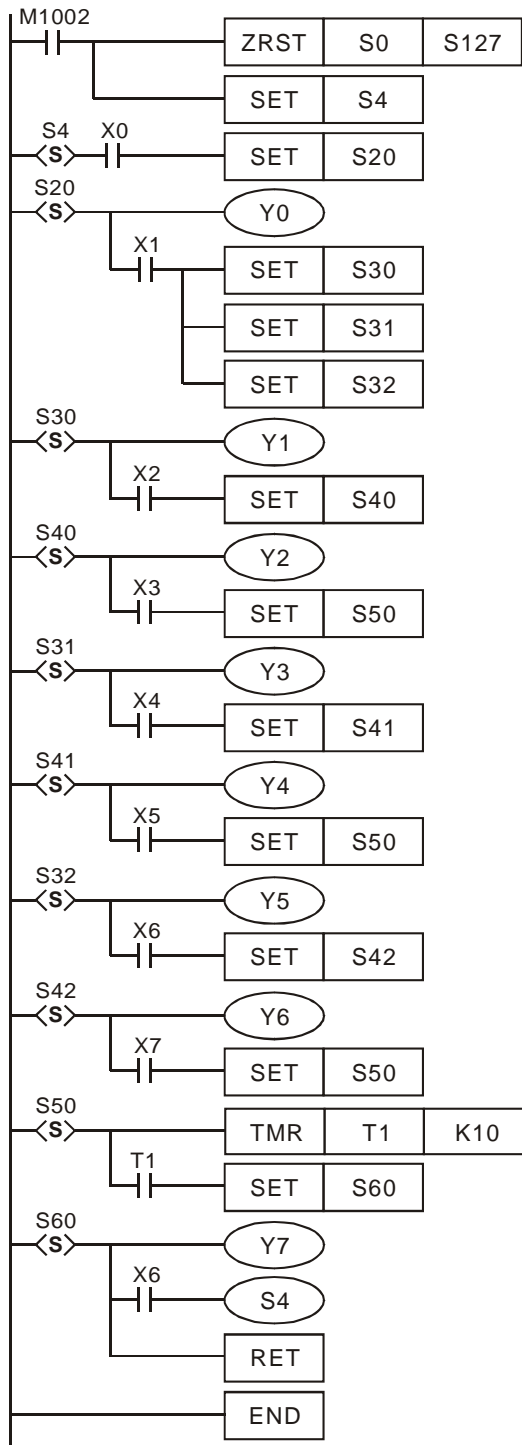 M1002
ZRST S0 S127
SET S4
S4 X0
S SET S20
S20
S Y0
X1
SET S30
SET S31
SET S32
S30
S Y1
X2
SET S40
S40
S Y2
X3
SET S50
S31
S Y3
X4
SET S41
S41
S Y4
X5
SET S50
S32
S Y5
X6
SET S42
S42
S Y6
X7
SET S50
S50
S TMR T1 K10
T1
SET S60
S60
S Y7
X6
S4
RET
END